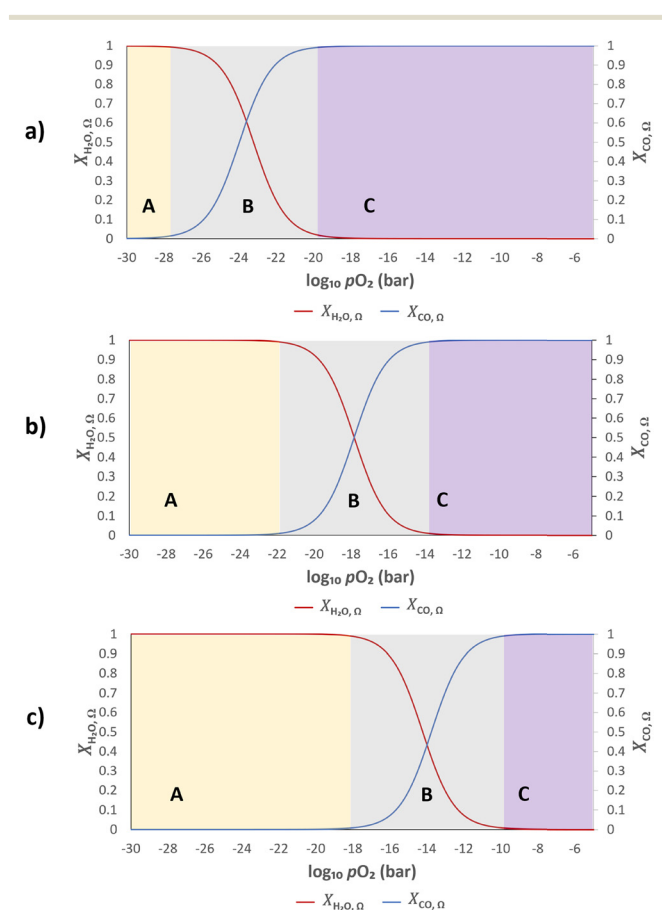 a)
X_H₂O, Ω
1
0.9
0.8
0.7
0.6
0.5
0.4
0.3
0.2
0.1
0
A
B
C
1
0.9
0.8
0.7
0.6
0.5
0.4
0.3
0.2
0.1
0
X_CO, Ω
-30 -28 -26 -24 -22 -20 -18 -16 -14 -12 -10 -8 -6
log₁₀ pO₂ (bar)
X_H₂O, Ω X_CO, Ω
b)
X_H₂O, Ω
1
0.9
0.8
0.7
0.6
0.5
0.4
0.3
0.2
0.1
0
A
B
C
1
0.9
0.8
0.7
0.6
0.5
0.4
0.3
0.2
0.1
0
X_CO, Ω
-30 -28 -26 -24 -22 -20 -18 -16 -14 -12 -10 -8 -6
log₁₀ pO₂ (bar)
X_H₂O, Ω X_CO, Ω
c)
X_H₂O, Ω
1
0.9
0.8
0.7
0.6
0.5
0.4
0.3
0.2
0.1
0
A
B
C
1
0.9
0.8
0.7
0.6
0.5
0.4
0.3
0.2
0.1
0
X_CO, Ω
-30 -28 -26 -24 -22 -20 -18 -16 -14 -12 -10 -8 -6
log₁₀ pO₂ (bar)
X_H₂O, Ω X_CO, Ω